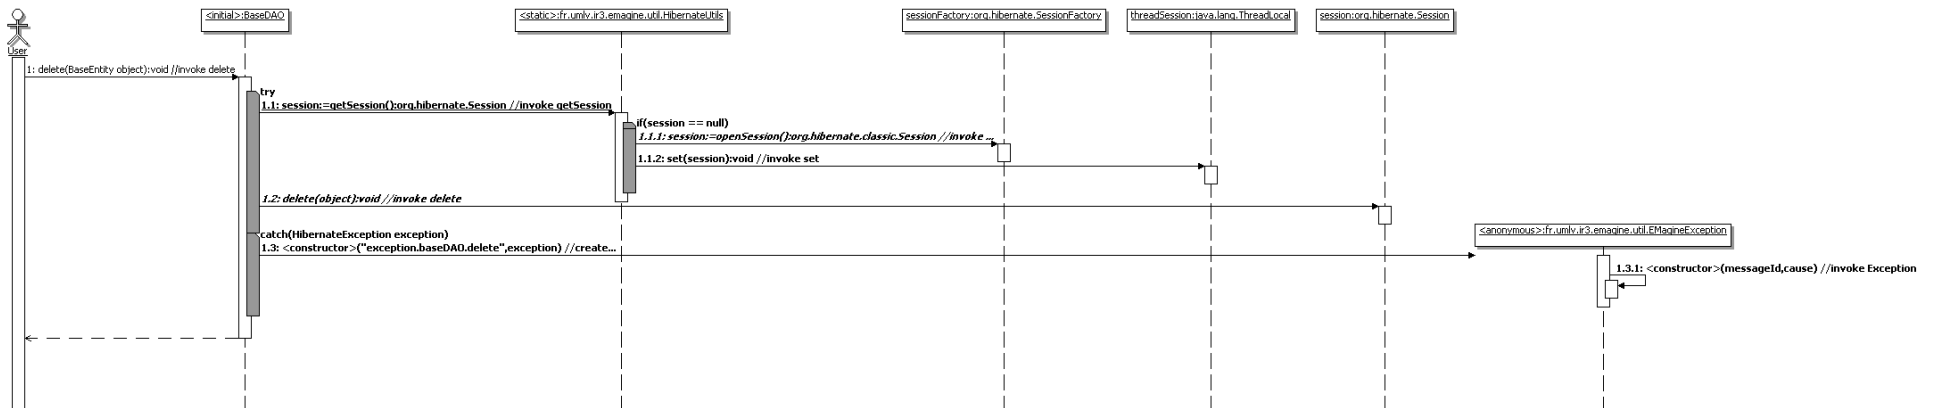 <initial>:BaseDAO
<static>:fr.umlv.ir3.emagine.util.HibernateUtils
sessionFactory:org.hibernate.SessionFactory
threadSession:java.lang.ThreadLocal
session:org.hibernate.Session
User
1: delete(BaseEntity object):void //invoke delete
try
1.1: session:=getSession():org.hibernate.Session //invoke getSession
if(session == null)
1.1.1: session:=openSession():org.hibernate.classic.Session //invoke ...
1.1.2: set(session):void //invoke set
1.2: delete(object):void //invoke delete
catch(HibernateException exception)
<anonymous>:fr.umlv.ir3.emagine.util.EMagineException
1.3: <constructor>("exception.baseDAO.delete",exception) //create...
1.3.1: <constructor>(messageId,cause) //invoke Exception